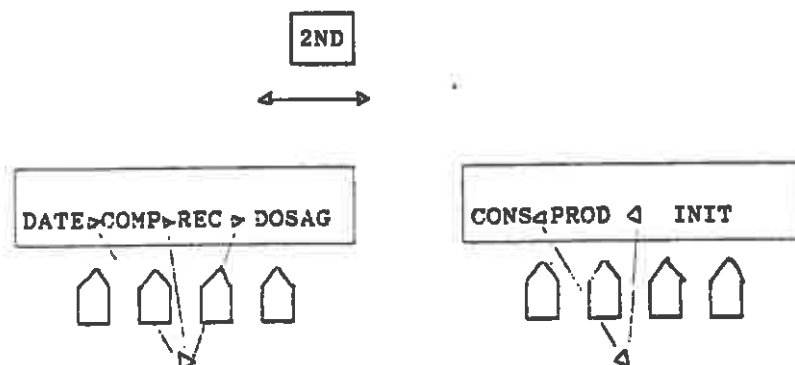 2ND
DATE▹COMP▹REC ▹ DOSAG
CONS◃PROD ◃ INIT